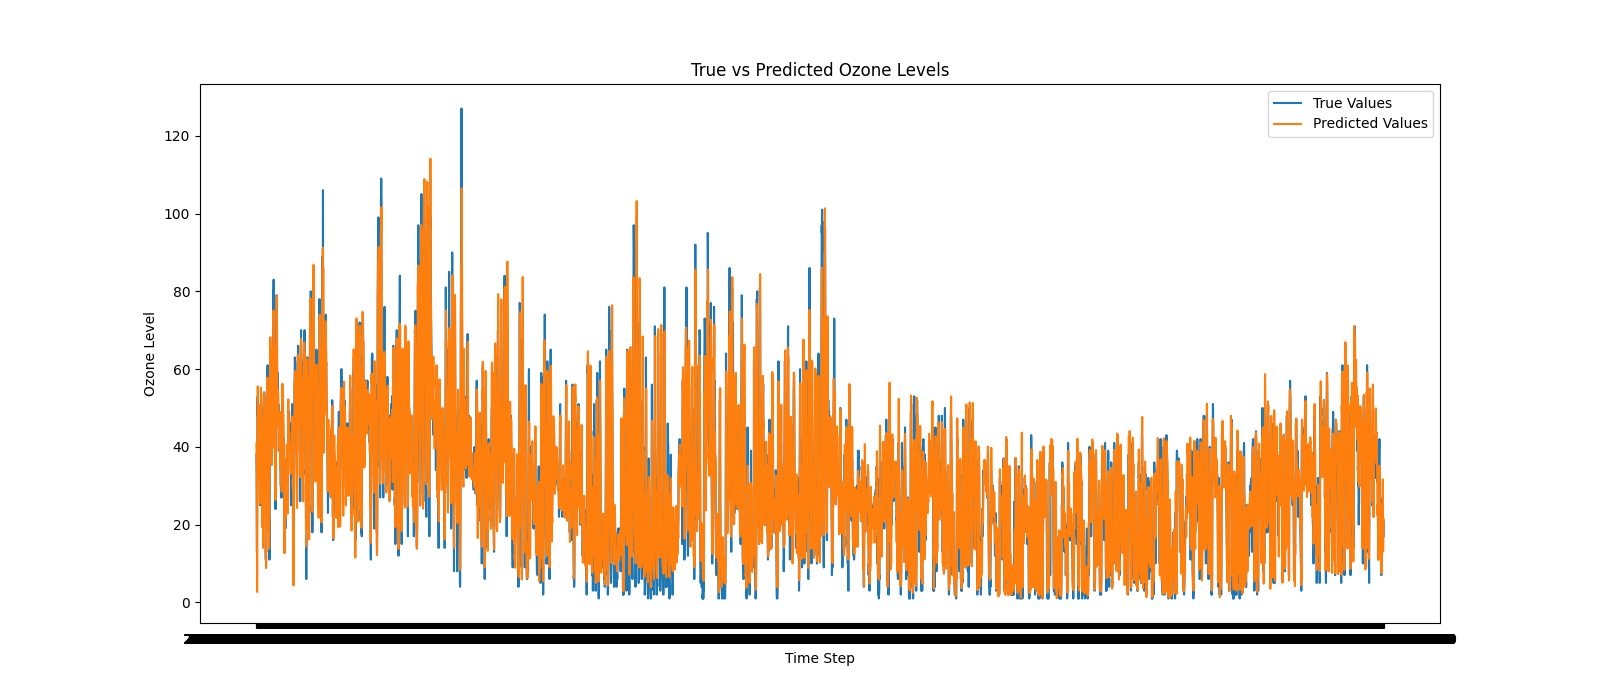 True vs Predicted Ozone Levels
True Values
Predicted Values
120
100
80
60
40
20
0
Ozone Level
Time Step